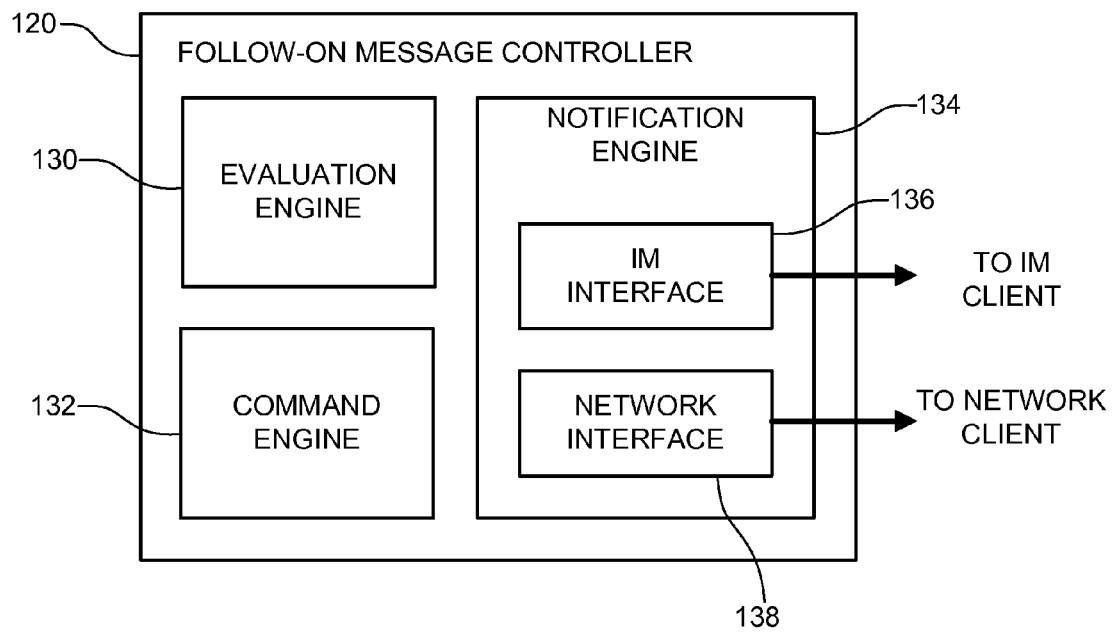 120
FOLLOW-ON MESSAGE CONTROLLER
130
EVALUATION
ENGINE
132
COMMAND
ENGINE
NOTIFICATION
ENGINE
134
136
IM
INTERFACE
TO IM
CLIENT
NETWORK
INTERFACE
TO NETWORK
CLIENT
138